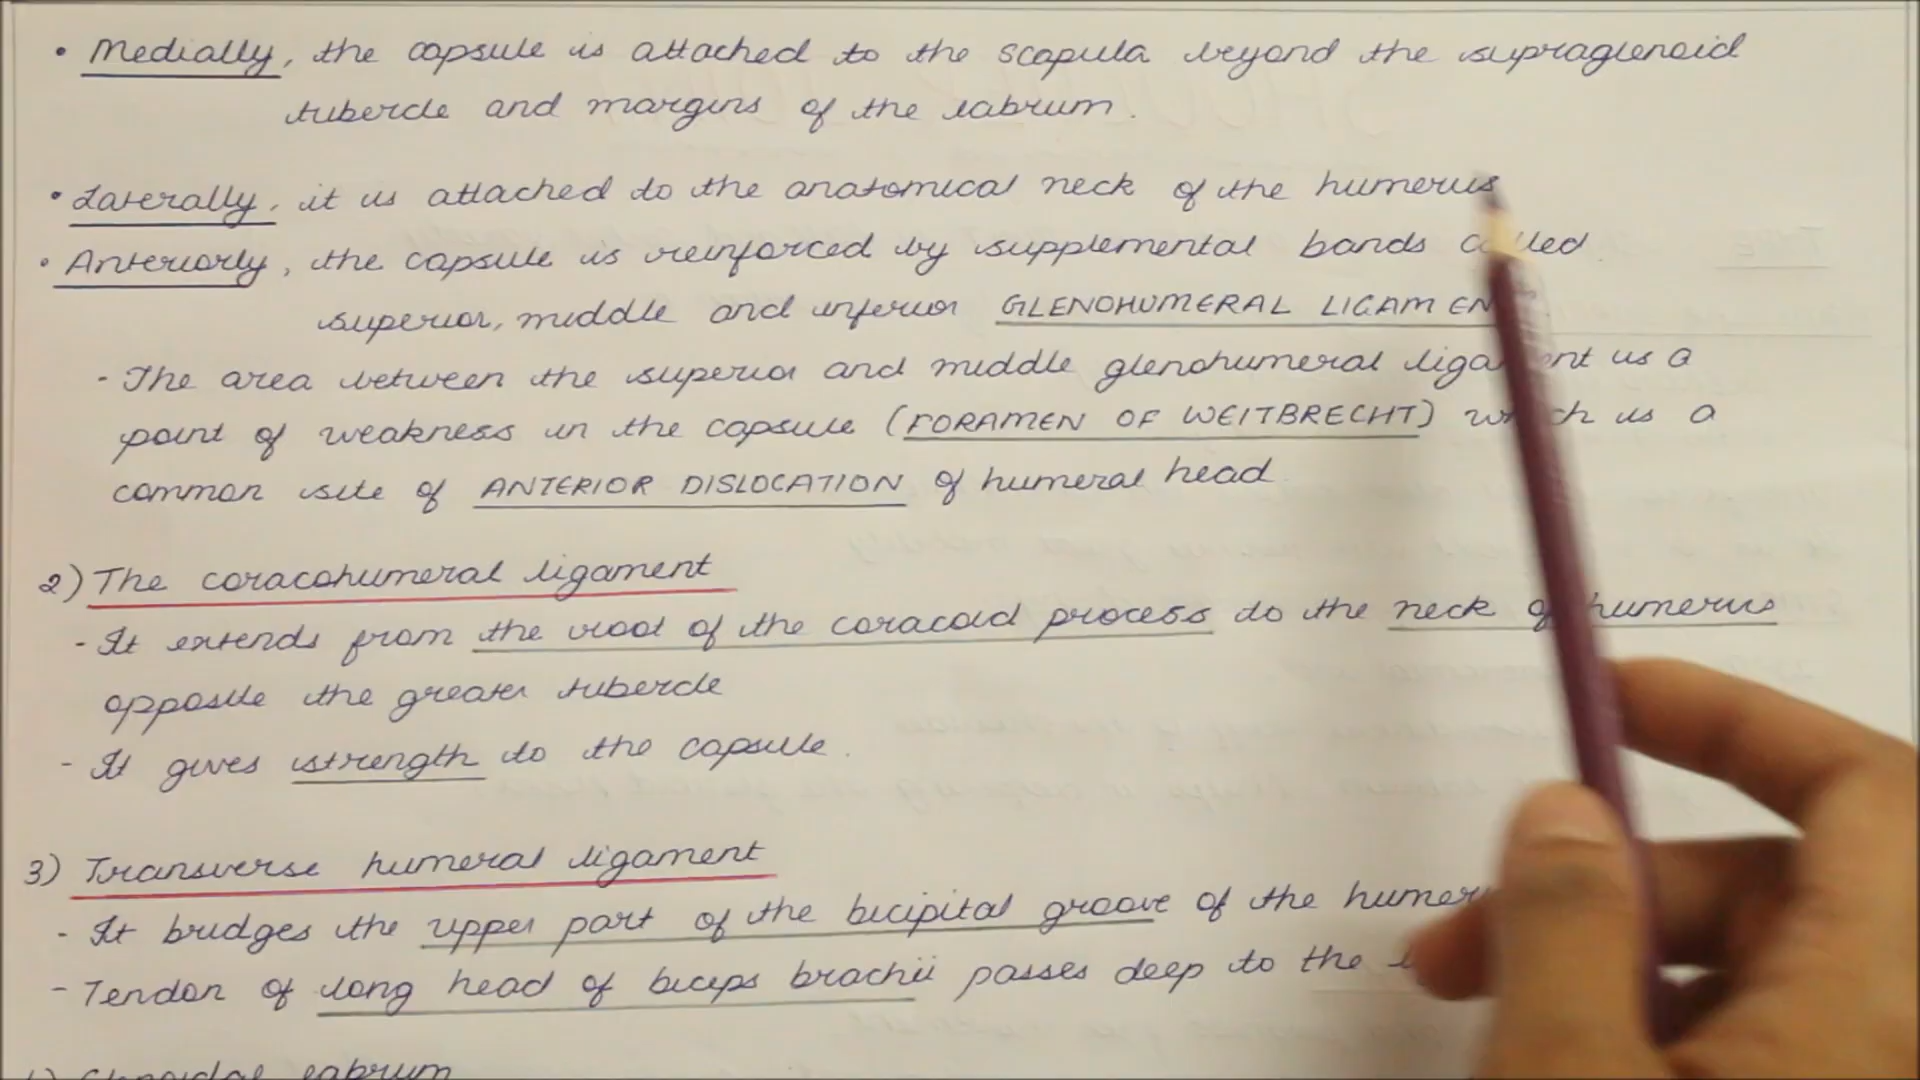 • Medially, the capsule is attached to the scapula beyond the supraglenoid
tubercle and margins of the labrum.
• Laterally, it is attached to the anatomical neck of the humerus
• Anteriorly, the capsule is reinforced by supplemental bands called
superior, middle and inferior GLENOHUMERAL LIGAMEN
- The area between the superior and middle glenohumeral ligament is a
point of weakness in the capsule (FORAMEN OF WEITBRECHT) which is a
common site of ANTERIOR DISLOCATION of humeral head
2) The coracohumeral ligament
- It extends from the root of the coracoid process to the neck of humerus
opposite the greater tubercle
- It gives strength to the capsule.
3) Transverse humeral ligament
- It bridges the upper part of the bicipital groove of the humer
- Tendon of long head of biceps brachii passes deep to the
Glenoidal labrum